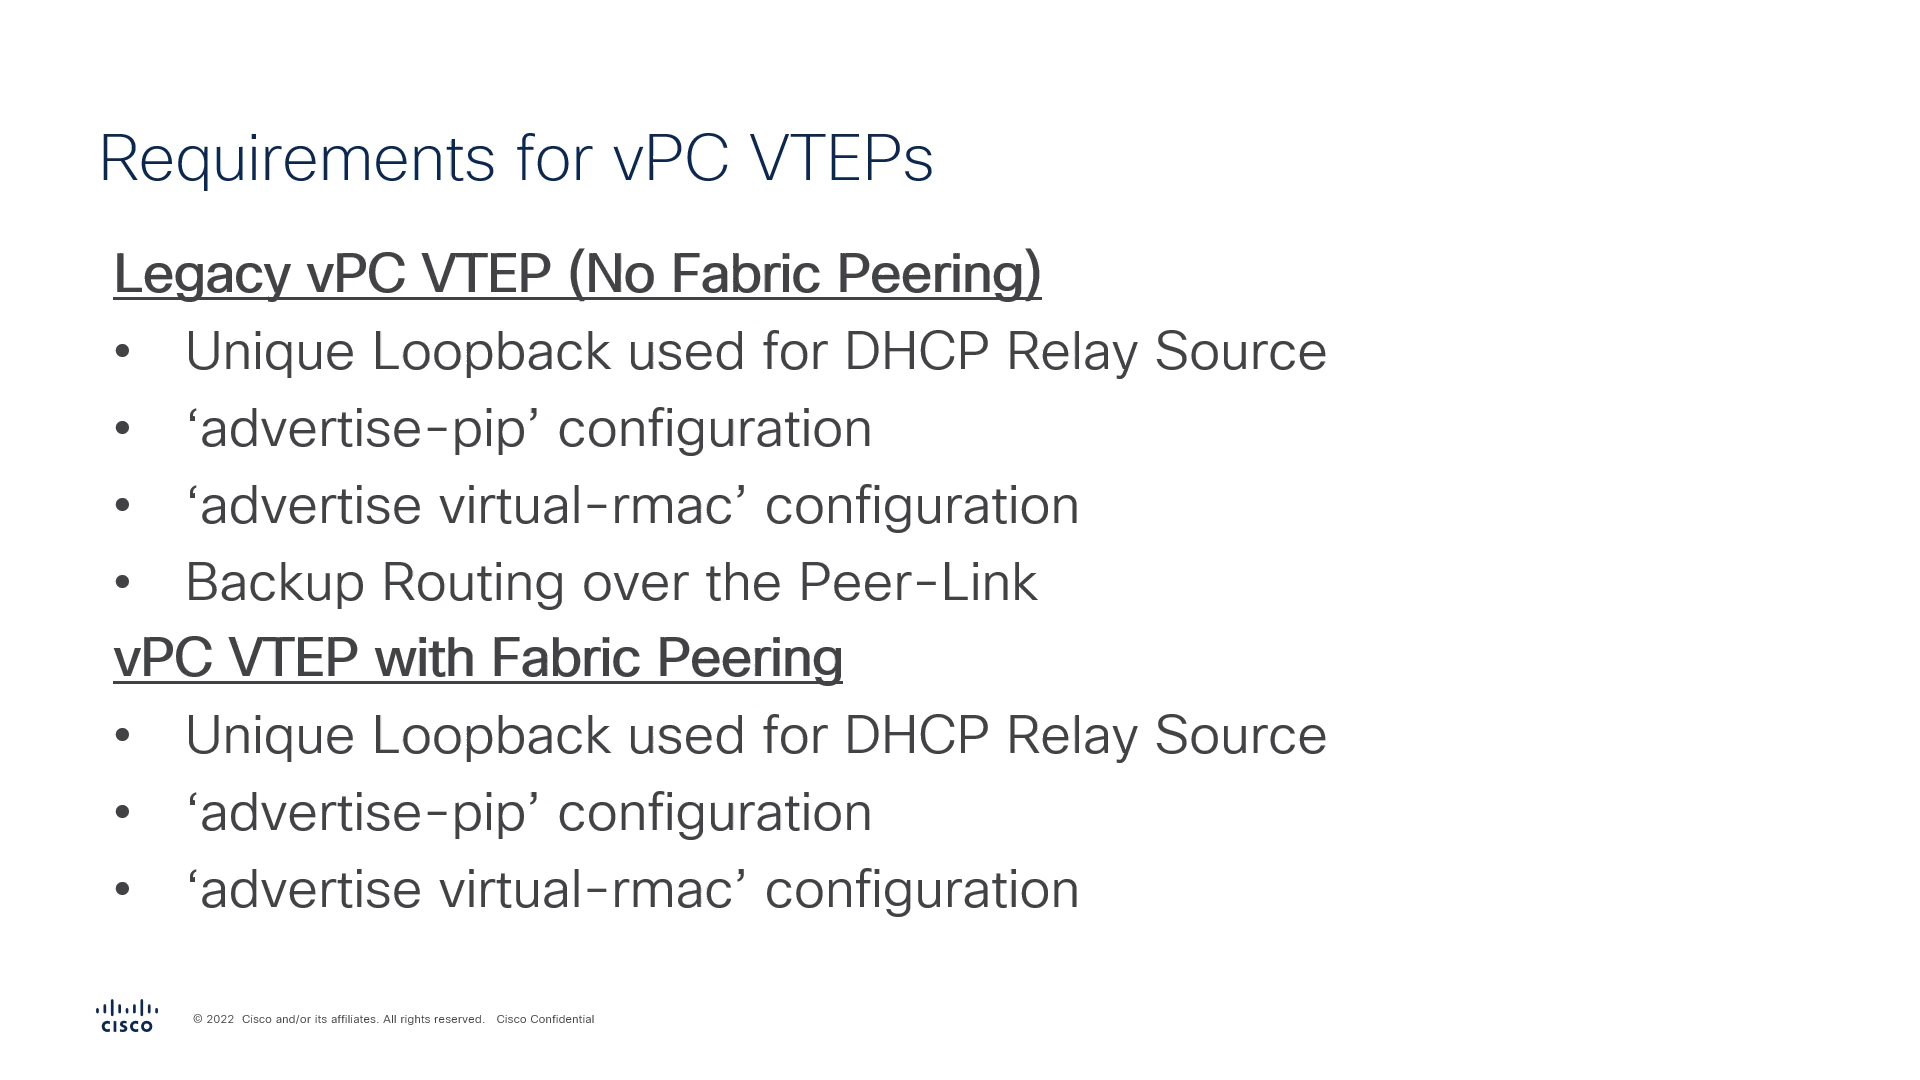 Requirements for vPC VTEPs
Legacy vPC VTEP (No Fabric Peering)
• Unique Loopback used for DHCP Relay Source
• ‘advertise-pip’ configuration
• ‘advertise virtual-rmac’ configuration
• Backup Routing over the Peer-Link
vPC VTEP with Fabric Peering
• Unique Loopback used for DHCP Relay Source
• ‘advertise-pip’ configuration
• ‘advertise virtual-rmac’ configuration
CISCO
© 2022 Cisco and/or its affiliates. All rights reserved. Cisco Confidential